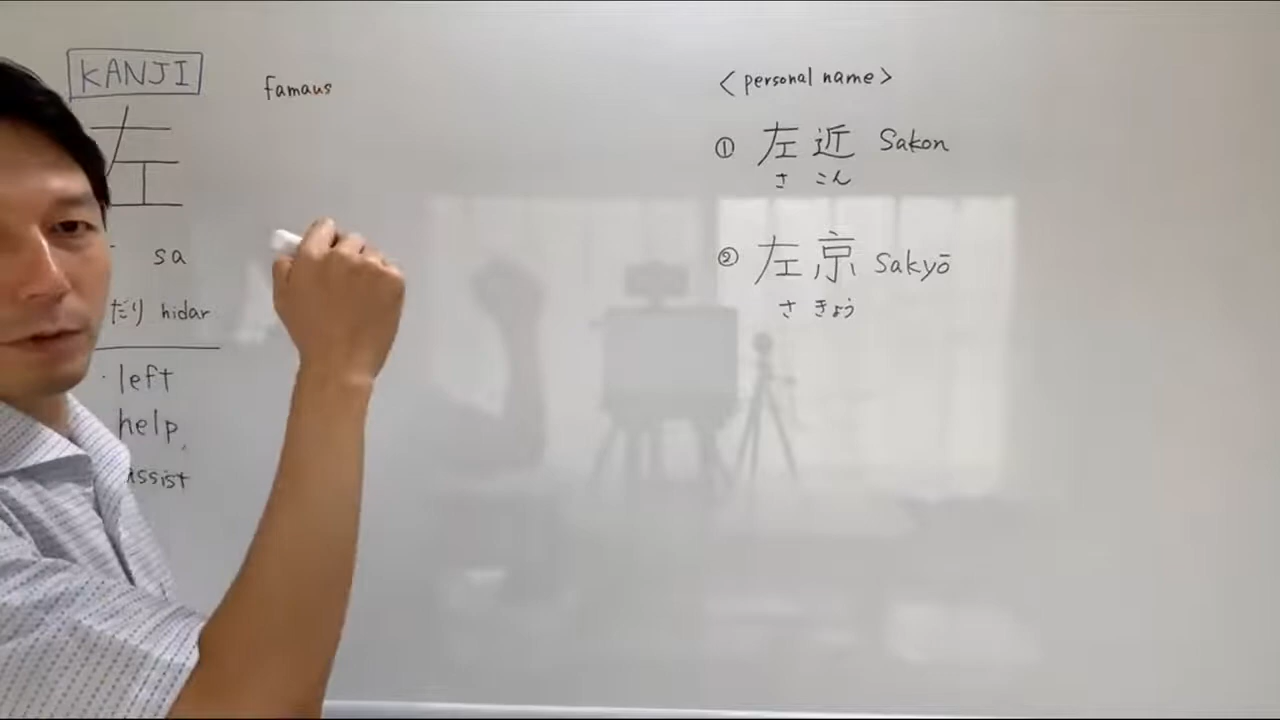 KANJI
左
sa
だり hidar
left
help,
assist
famaus
<personal name>
① 左近 Sakon
さ こん
② 左京 Sakyō
さ きょう